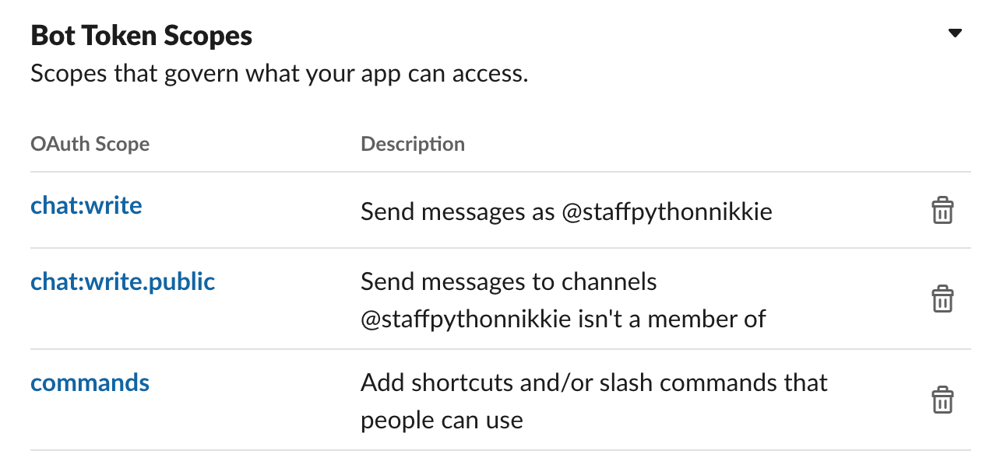 Bot Token Scopes
Scopes that govern what your app can access.
OAuth Scope Description
chat:write Send messages as @staffpythonnikkie
chat:write.public Send messages to channels
@staffpythonnikkie isn't a member of
commands Add shortcuts and/or slash commands that
people can use